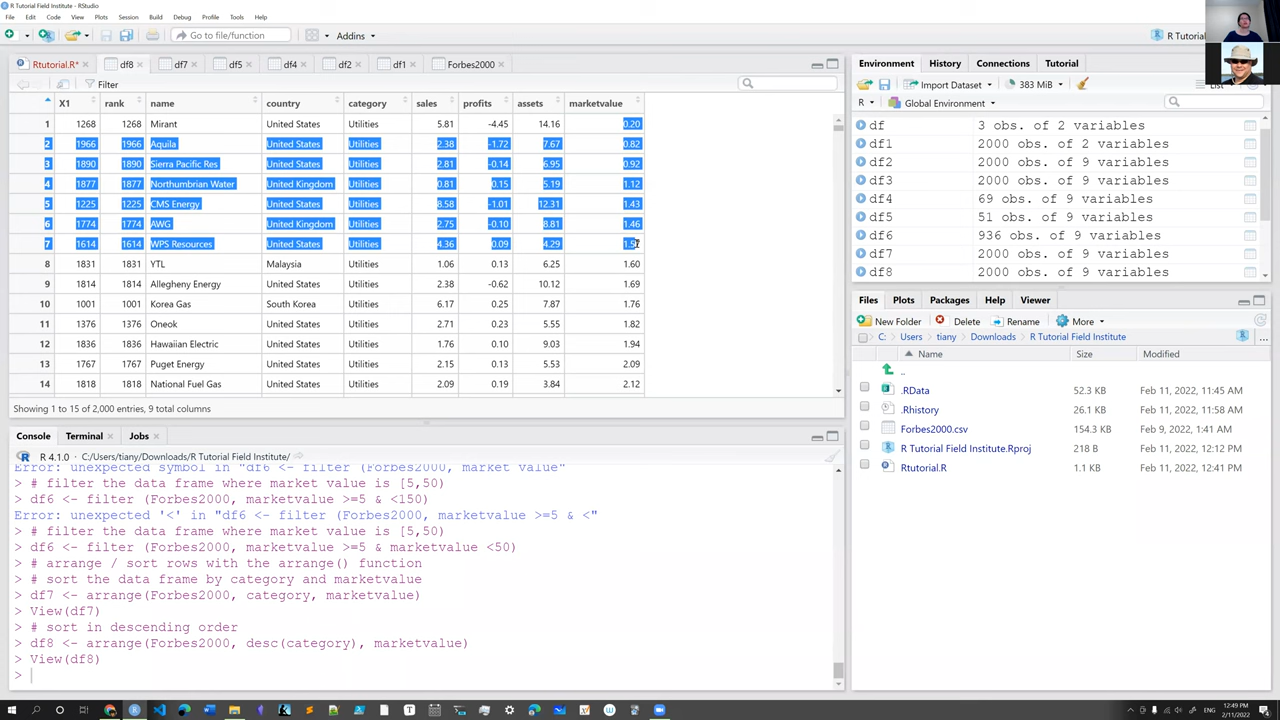 R Tutorial Field Institute - RStudio
File Edit Code View Plots Session Build Debug Profile Tools Help
Go to file/function Addins
R Tutorial
Rtutorial.R* df8 df7 df5 df4 df2 df1 Forbes2000
Filter
X1 rank name country category sales profits assets marketvalue
1 1268 1268 Mirant United States Utilities 5.81 -4.45 14.16 0.20
2 1966 1966 Aquila United States Utilities 2.38 -1.72 7.67 0.82
3 1890 1890 Sierra Pacific Res United States Utilities 2.81 -0.14 6.95 0.92
4 1877 1877 Northumbrian Water United Kingdom Utilities 0.81 0.15 5.19 1.12
5 1225 1225 CMS Energy United States Utilities 8.58 -1.01 12.31 1.43
6 1774 1774 AWG United Kingdom Utilities 2.75 -0.10 8.81 1.46
7 1614 1614 WPS Resources United States Utilities 4.36 0.09 4.29
8 1831 1831 YTL Malaysia Utilities 1.06 0.13 6.25 1.60
9 1814 1814 Allegheny Energy United States Utilities 2.38 -0.62 10.12 1.69
10 1001 1001 Korea Gas South Korea Utilities 6.17 0.25 7.87 1.76
11 1376 1376 Oneok United States Utilities 2.71 0.23 5.55 1.82
12 1836 1836 Hawaiian Electric United States Utilities 1.76 0.10 9.03 1.94
13 1767 1767 Puget Energy United States Utilities 2.15 0.13 5.53 2.09
14 1818 1818 National Fuel Gas United States Utilities 2.09 0.19 3.84 2.12
Showing 1 to 15 of 2,000 entries, 9 total columns
Console Terminal Jobs
R 4.1.0 · C:/Users/tiany/Downloads/R Tutorial Field Institute/
Error: unexpected symbol in "df6 <- filter (Forbes2000, market value"
> # filter the data frame where market value is [5,50)
> df6 <- filter (Forbes2000, marketvalue >=5 & <150)
Error: unexpected '<' in "df6 <- filter (Forbes2000, marketvalue >=5 & <"
> # filter the data frame where market value is [5,50)
> df6 <- filter (Forbes2000, marketvalue >=5 & marketvalue <50)
> # arrange / sort rows with the arrange() function
> # sort the data frame by category and marketvalue
> df7 <- arrange(Forbes2000, category, marketvalue)
> View(df7)
> # sort in descending order
> df8 <- arrange(Forbes2000, desc(category), marketvalue)
> View(df8)
>
Environment History Connections Tutorial
Import Dataset 383 MiB List
R Global Environment
df 3 obs. of 2 variables
df1 2000 obs. of 2 variables
df2 2000 obs. of 9 variables
df3 2000 obs. of 9 variables
df4 69 obs. of 9 variables
df5 51 obs. of 9 variables
df6 936 obs. of 9 variables
df7 2000 obs. of 9 variables
df8 2000 obs. of 9 variables
Files Plots Packages Help Viewer
New Folder Delete Rename More
C: Users tiany Downloads R Tutorial Field Institute
Name Size Modified
..
.RData 52.3 KB Feb 11, 2022, 11:45 AM
.Rhistory 26.1 KB Feb 11, 2022, 11:58 AM
Forbes2000.csv 154.3 KB Feb 9, 2022, 1:41 AM
R Tutorial Field Institute.Rproj 218 B Feb 11, 2022, 12:12 PM
Rtutorial.R 1.1 KB Feb 11, 2022, 12:41 PM
ENG 12:49 PM
2/11/2022